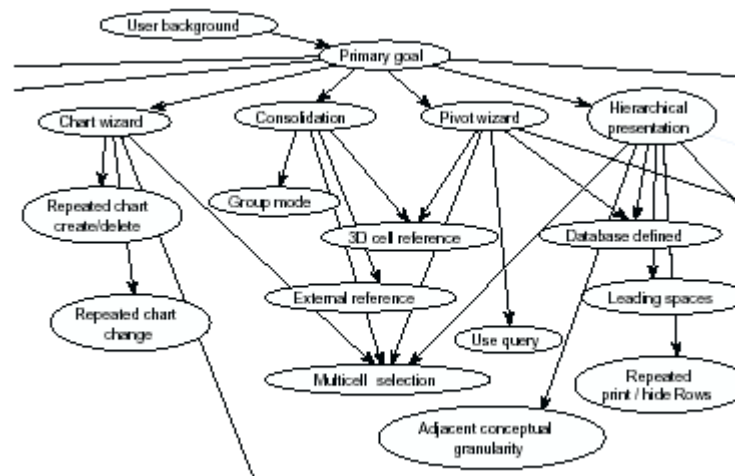 User background
Primary goal
Chart wizard
Consolidation
Pivot wizard
Hierarchical
presentation
Repeated chart
create/delete
Group mode
3D cell reference
Database defined
External reference
Leading spaces
Repeated chart
change
Use query
Multicell selection
Repeated
print / hide Rows
Adjacent conceptual
granularity